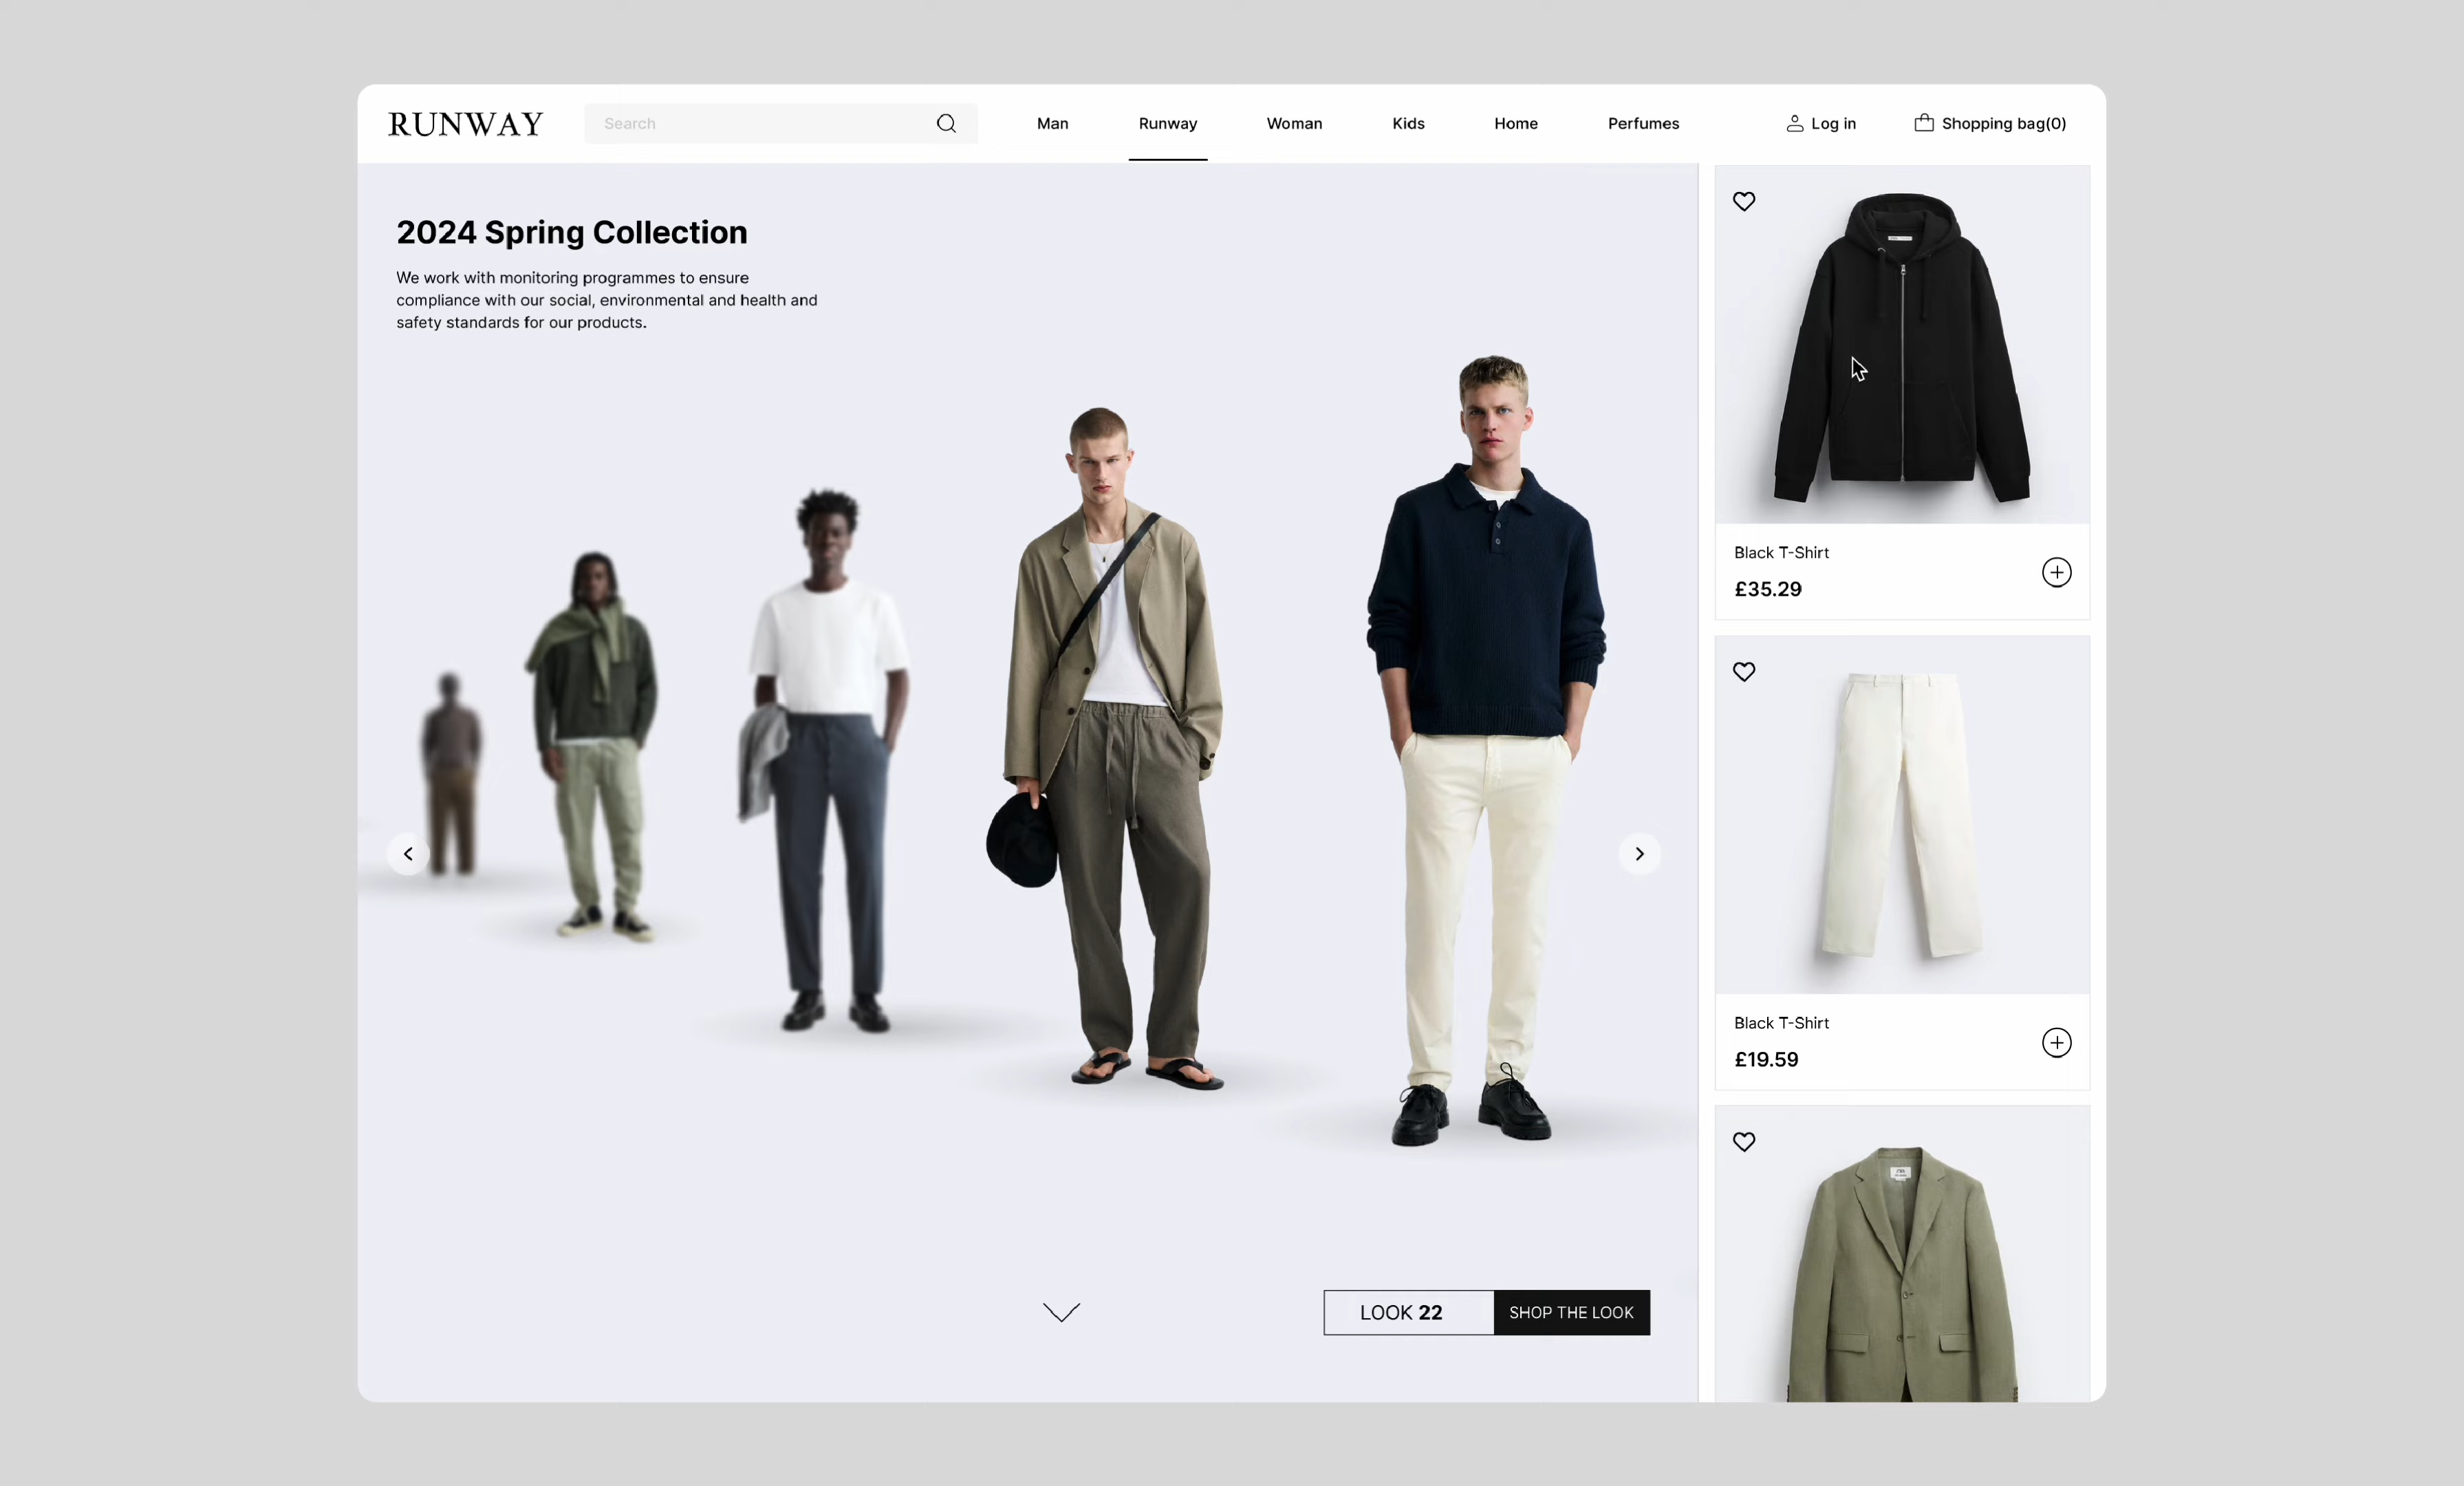 RUNWAY
Search
Man
Runway
Woman
Kids
Home
Perfumes
Log in
Shopping bag(0)
2024 Spring Collection
We work with monitoring programmes to ensure
compliance with our social, environmental and health and
safety standards for our products.
Black T-Shirt
£35.29
Black T-Shirt
£19.59
LOOK 22
SHOP THE LOOK